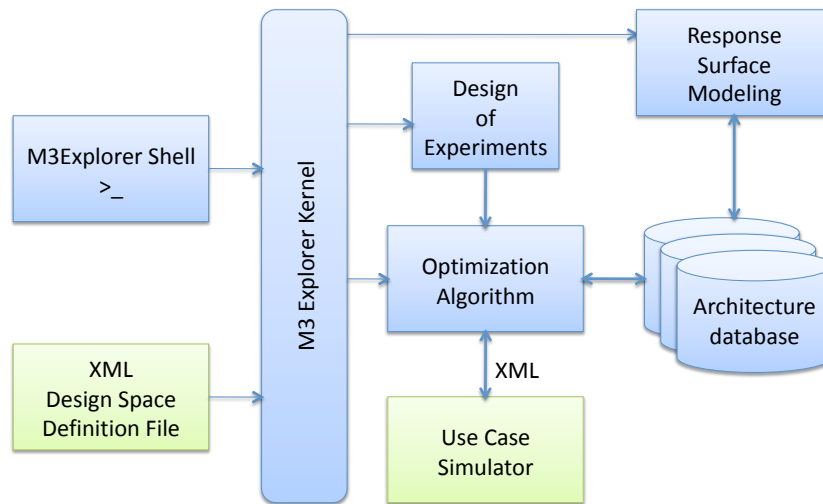 Response
Surface
Modeling
Design
of
Experiments
M3Explorer Shell
>_
M3 Explorer Kernel
Optimization
Algorithm
Architecture
database
XML
Design Space
Definition File
XML
Use Case
Simulator